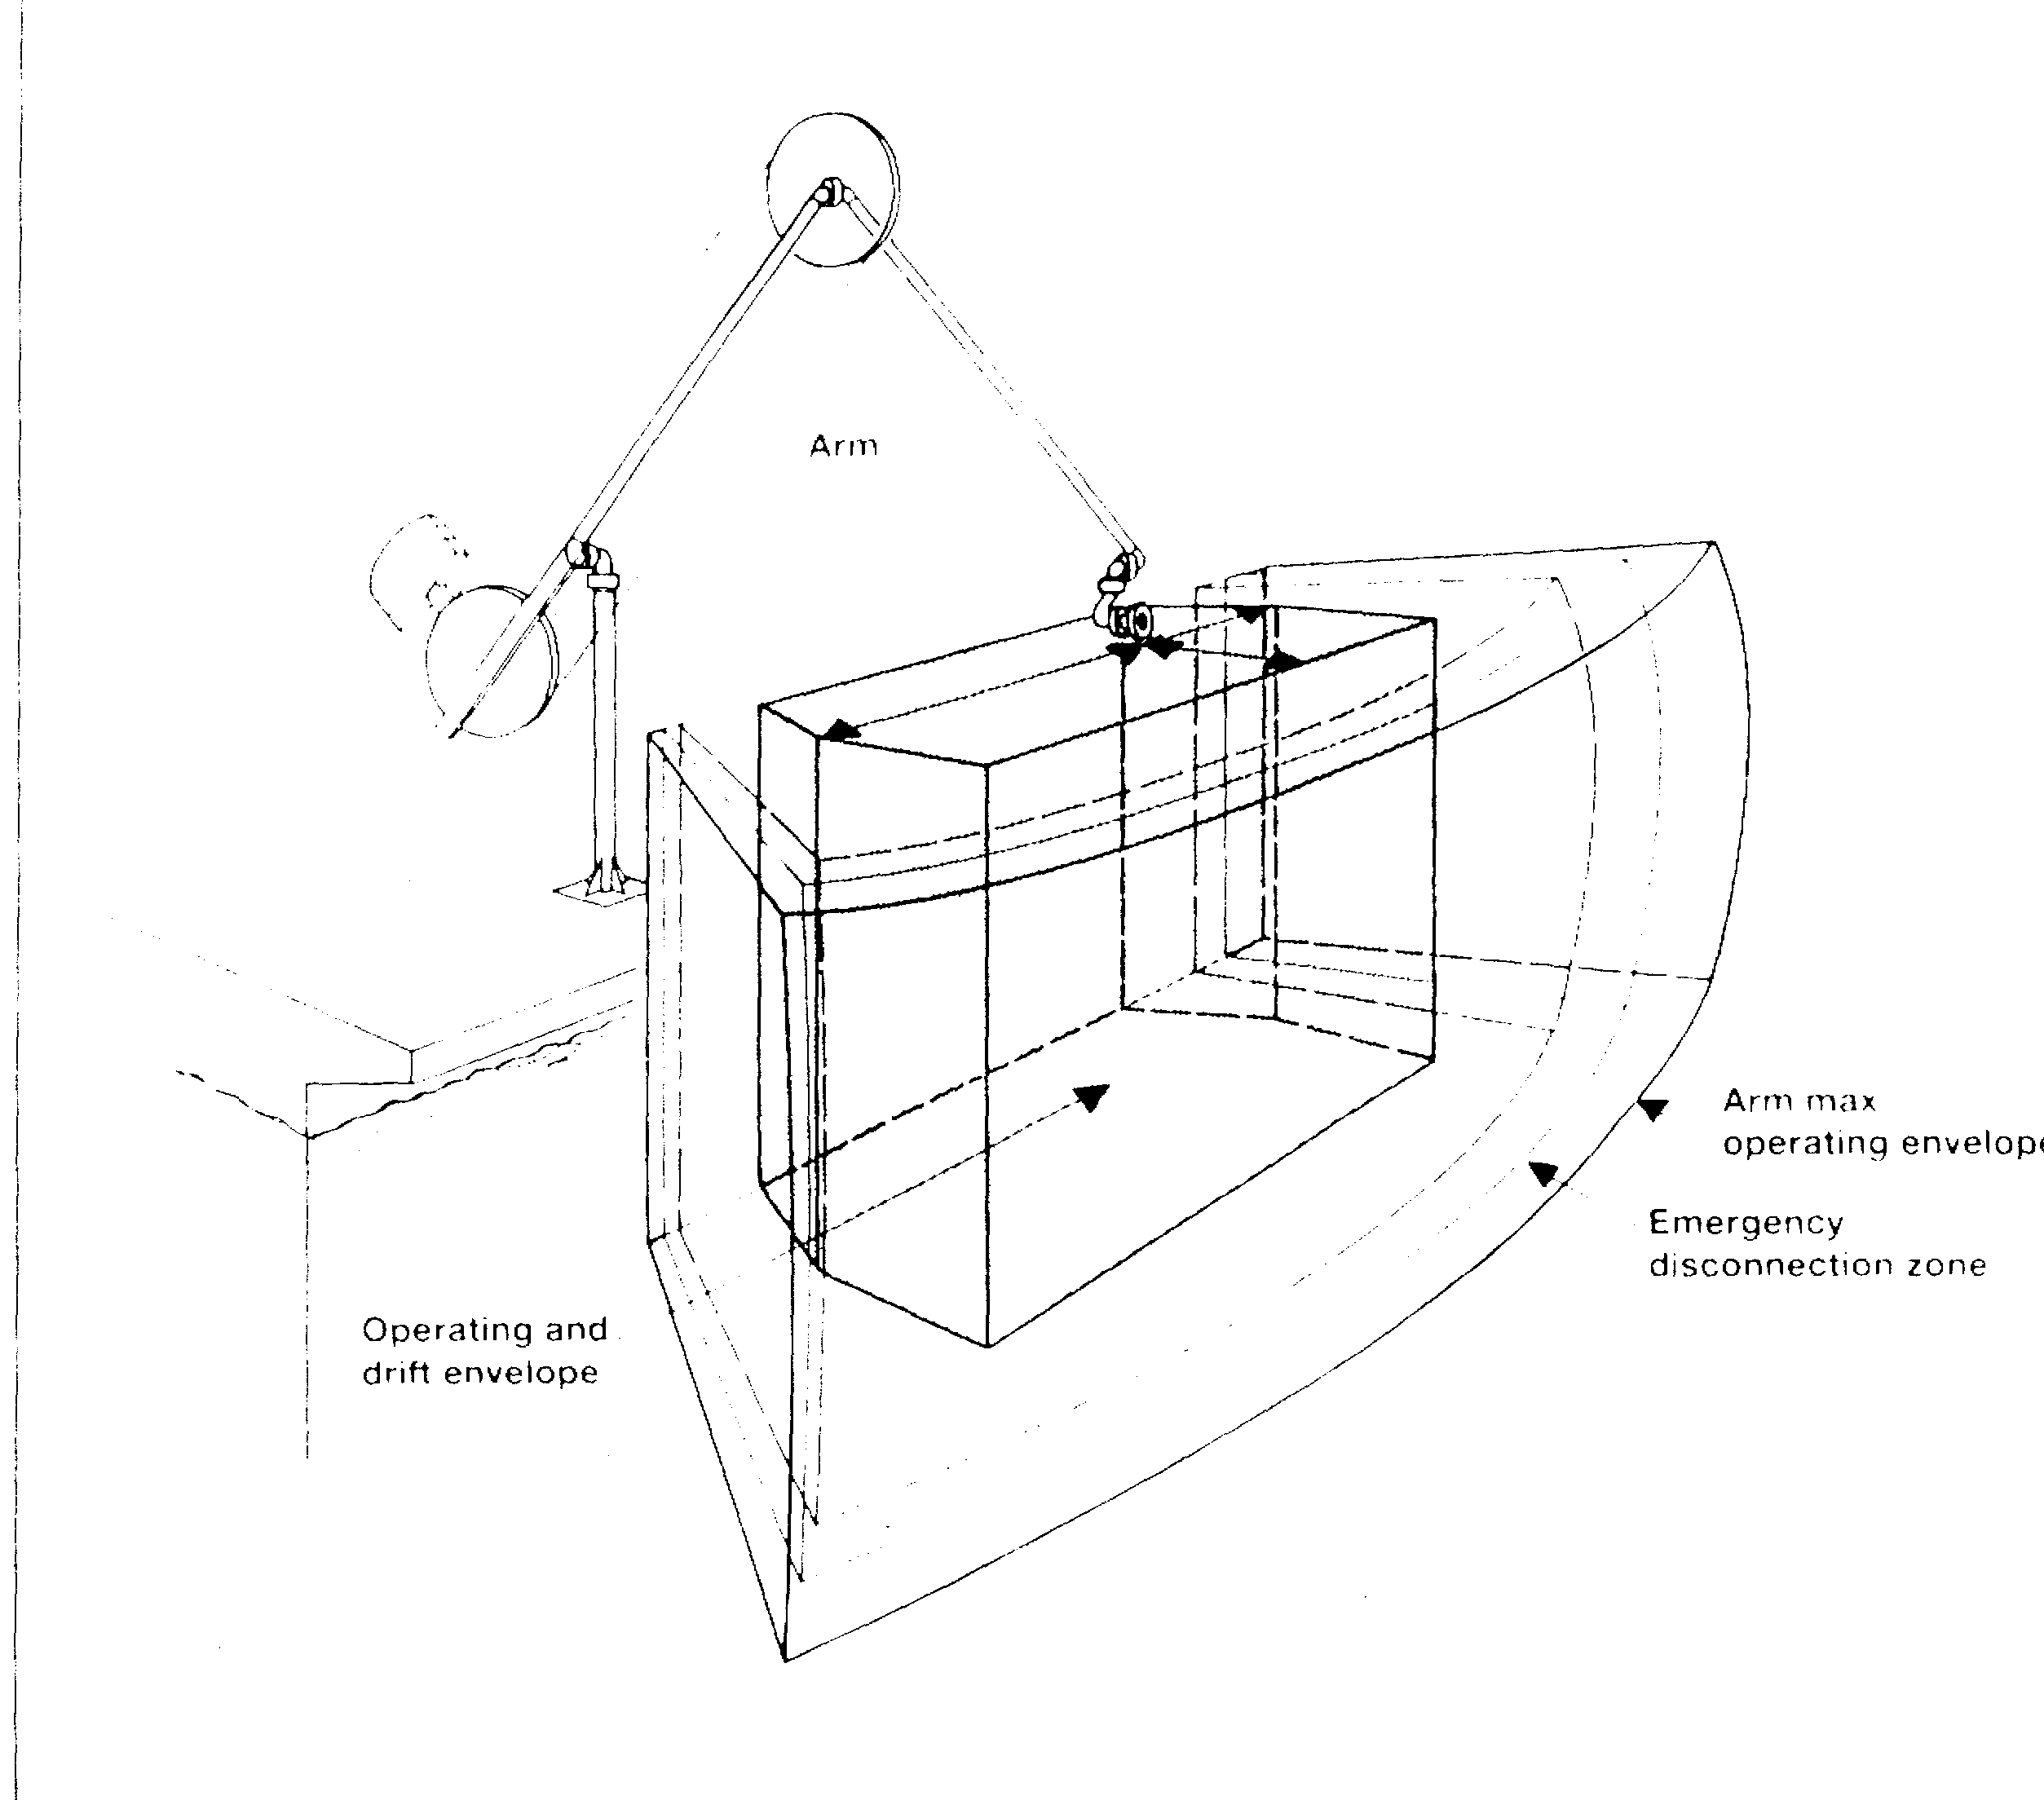 Arm
Arm max
operating envelope
Emergency
disconnection zone
Operating and
drift envelope